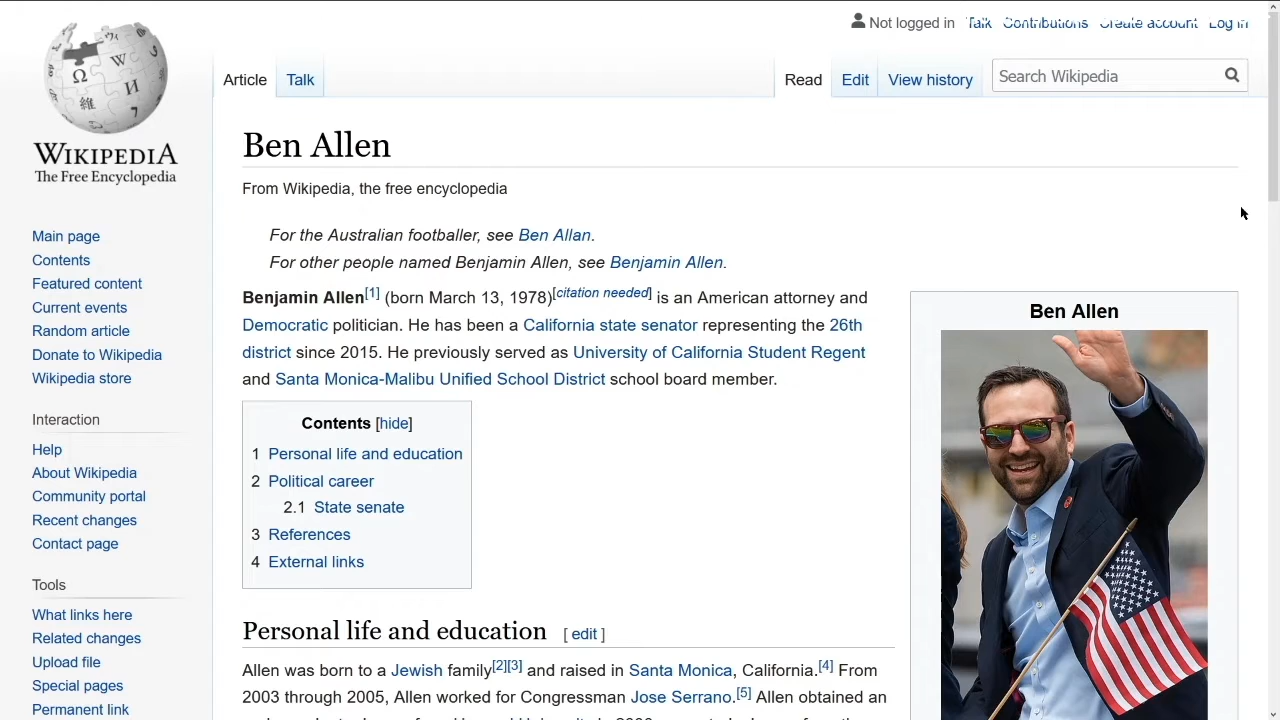 Not logged in Talk Contributions Create account Log in
Article Talk Read Edit View history Search Wikipedia
WIKIPEDIA
The Free Encyclopedia
Main page
Contents
Featured content
Current events
Random article
Donate to Wikipedia
Wikipedia store
Interaction
Help
About Wikipedia
Community portal
Recent changes
Contact page
Tools
What links here
Related changes
Upload file
Special pages
Permanent link
Ben Allen
From Wikipedia, the free encyclopedia
For the Australian footballer, see Ben Allan.
For other people named Benjamin Allen, see Benjamin Allen.
Benjamin Allen[1] (born March 13, 1978)[citation needed] is an American attorney and
Democratic politician. He has been a California state senator representing the 26th
district since 2015. He previously served as University of California Student Regent
and Santa Monica-Malibu Unified School District school board member.
Contents [hide]
1 Personal life and education
2 Political career
2.1 State senate
3 References
4 External links
Personal life and education [ edit ]
Allen was born to a Jewish family[2][3] and raised in Santa Monica, California.[4] From
2003 through 2005, Allen worked for Congressman Jose Serrano.[5] Allen obtained an
Ben Allen